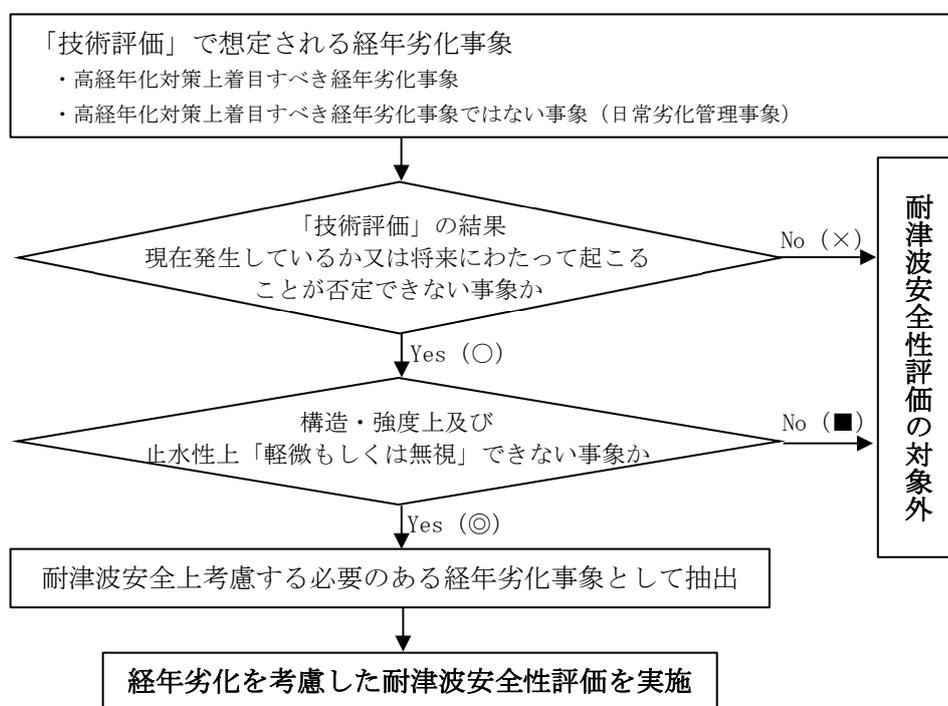 「技術評価」で想定される経年劣化事象
・高経年化対策上着目すべき経年劣化事象
・高経年化対策上着目すべき経年劣化事象ではない事象（日常劣化管理事象）
「技術評価」の結果
現在発生しているか又は将来にわたって起こる
ことが否定できない事象か
No（×）
Yes（○）
構造・強度上及び
止水性上「軽微もしくは無視」できない事象か
No（■）
Yes（◎）
耐津波安全性評価の対象外
耐津波安全上考慮する必要のある経年劣化事象として抽出
経年劣化を考慮した耐津波安全性評価を実施